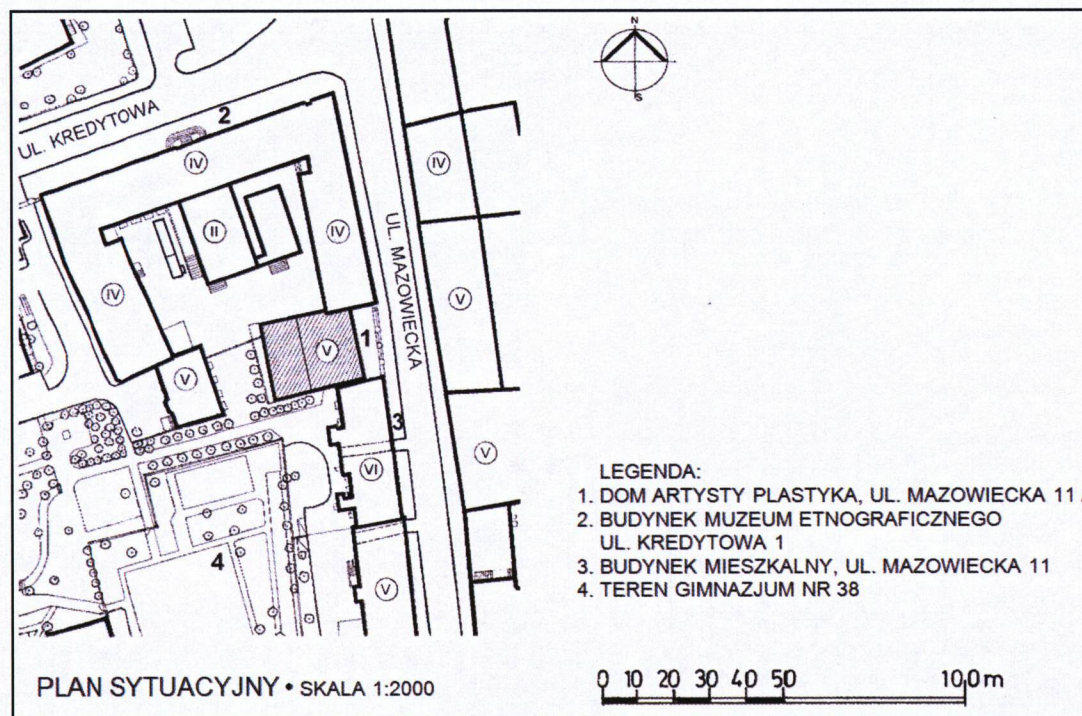 N
S
UL. KREDYTOWA
2
IV
IV
II
IV
IV
UL. MAZOWIECKA
V
V
1
V
3
V
VI
4
V
LEGENDA:
1. DOM ARTYSTY PLASTYKA, UL. MAZOWIECKA 11
2. BUDYNEK MUZEUM ETNOGRAFICZNEGO
UL. KREDYTOWA 1
3. BUDYNEK MIESZKALNY, UL. MAZOWIECKA 11
4. TEREN GIMNAZJUM NR 38
PLAN SYTUACYJNY • SKALA 1:2000
0 10 20 30 40 50 100 m